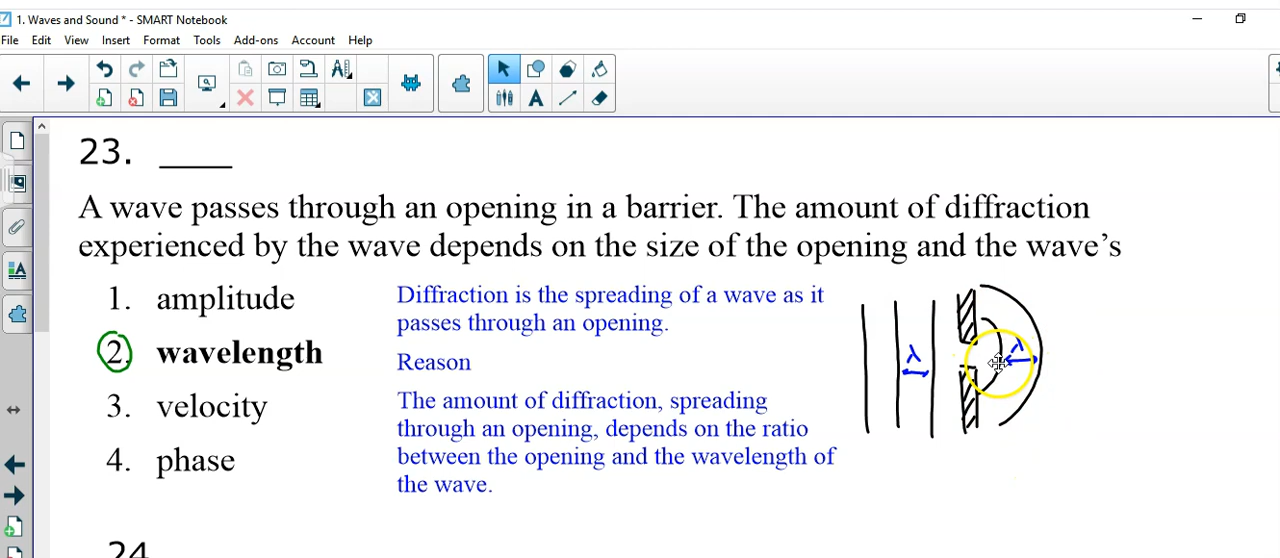 1. Waves and Sound * - SMART Notebook
File Edit View Insert Format Tools Add-ons Account Help
23. ____
A wave passes through an opening in a barrier. The amount of diffraction
experienced by the wave depends on the size of the opening and the wave's
1. amplitude
2. wavelength
3. velocity
4. phase
Diffraction is the spreading of a wave as it
passes through an opening.
Reason
The amount of diffraction, spreading
through an opening, depends on the ratio
between the opening and the wavelength of
the wave.
λ
λ
24